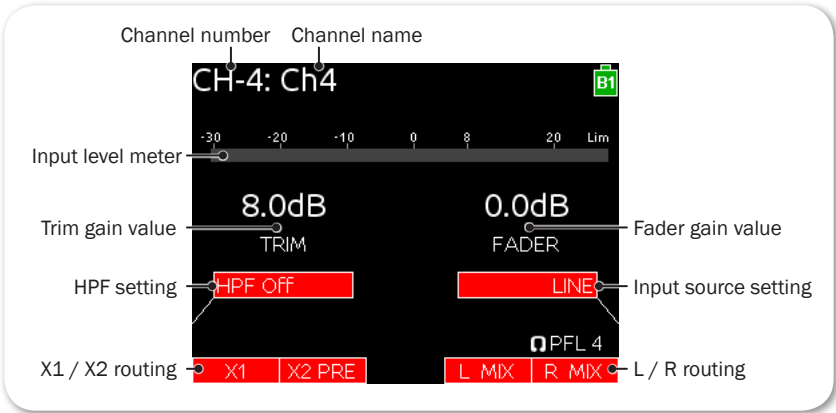 Channel number Channel name
CH-4: Ch4 B1
-30 -20 -10 0 8 20 Lim
Input level meter
8.0dB 0.0dB
Trim gain value Fader gain value
TRIM FADER
HPF setting HPF Off LINE Input source setting
PFL 4
X1 / X2 routing X1 X2 PRE L MIX R MIX L / R routing